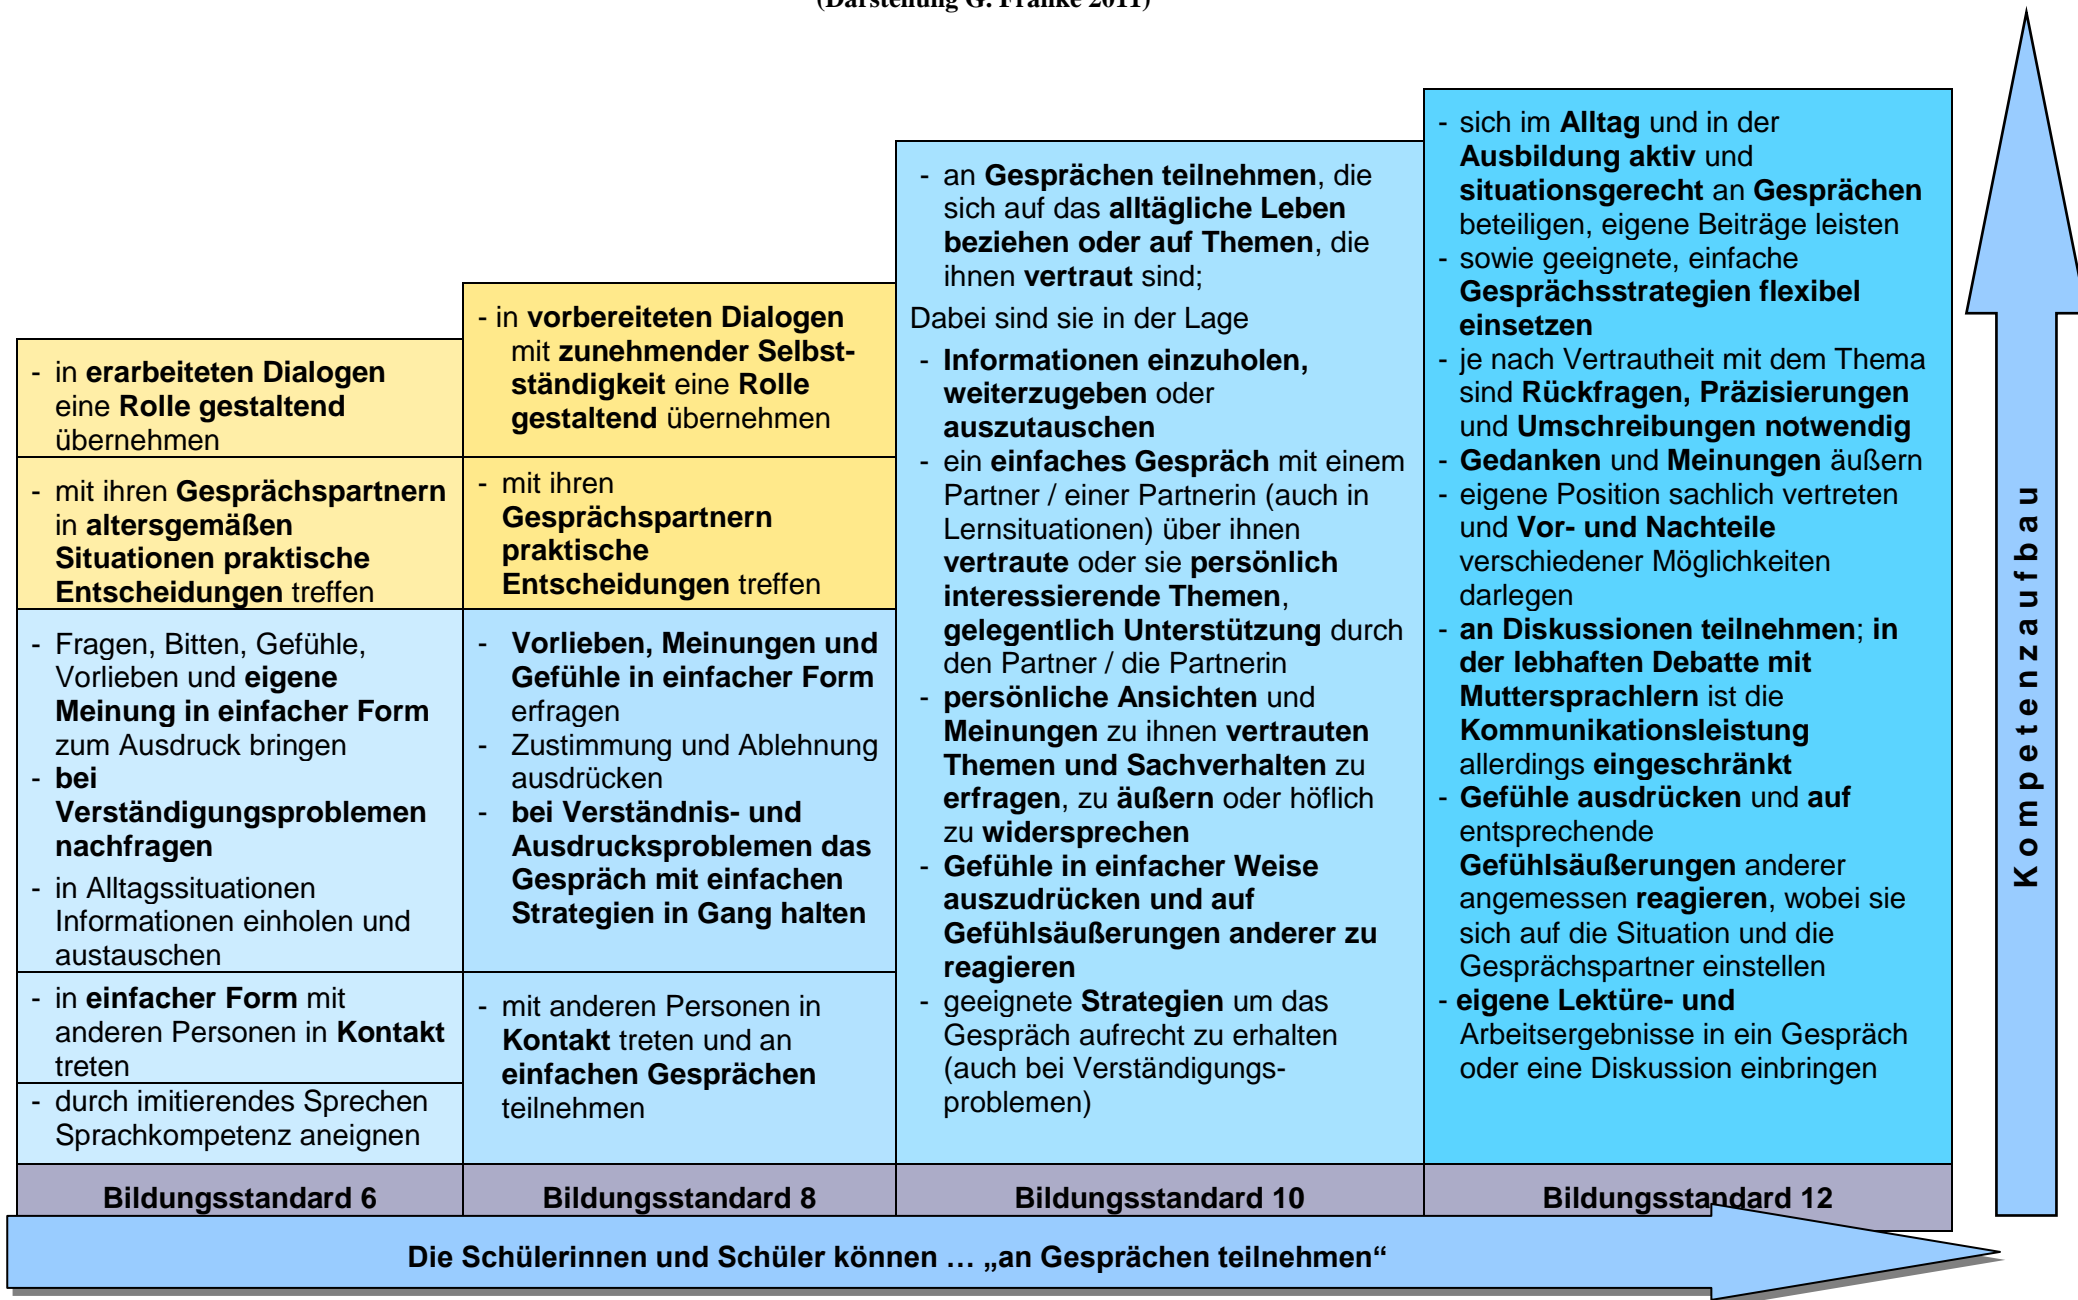 (Darstellung G. Franke 2011)
- in erarbeiteten Dialogen
eine Rolle gestaltend
übernehmen
- mit ihren Gesprächspartnern
in altersgemäßen
Situationen praktische
Entscheidungen treffen
- Fragen, Bitten, Gefühle,
Vorlieben und eigene
Meinung in einfacher Form
zum Ausdruck bringen
- bei
Verständigungsproblemen
nachfragen
- in Alltagssituationen
Informationen einholen und
austauschen
- in einfacher Form mit
anderen Personen in Kontakt
treten
- durch imitierendes Sprechen
Sprachkompetenz aneignen
Bildungsstandard 6
- in vorbereiteten Dialogen
mit zunehmender Selbst-
ständigkeit eine Rolle
gestaltend übernehmen
- mit ihren
Gesprächspartnern
praktische
Entscheidungen treffen
- Vorlieben, Meinungen und
Gefühle in einfacher Form
erfragen
- Zustimmung und Ablehnung
ausdrücken
- bei Verständnis- und
Ausdrucksproblemen das
Gespräch mit einfachen
Strategien in Gang halten
- mit anderen Personen in
Kontakt treten und an
einfachen Gesprächen
teilnehmen
Bildungsstandard 8
- an Gesprächen teilnehmen, die
sich auf das alltägliche Leben
beziehen oder auf Themen, die
ihnen vertraut sind;
Dabei sind sie in der Lage
- Informationen einzuholen,
weiterzugeben oder
auszutauschen
- ein einfaches Gespräch mit einem
Partner / einer Partnerin (auch in
Lernsituationen) über ihnen
vertraute oder sie persönlich
interessierende Themen,
gelegentlich Unterstützung durch
den Partner / die Partnerin
- persönliche Ansichten und
Meinungen zu ihnen vertrauten
Themen und Sachverhalten zu
erfragen, zu äußern oder höflich
zu widersprechen
- Gefühle in einfacher Weise
auszudrücken und auf
Gefühlsäußerungen anderer zu
reagieren
- geeignete Strategien um das
Gespräch aufrecht zu erhalten
(auch bei Verständigungs-
problemen)
Bildungsstandard 10
- sich im Alltag und in der
Ausbildung aktiv und
situationsgerecht an Gesprächen
beteiligen, eigene Beiträge leisten
- sowie geeignete, einfache
Gesprächsstrategien flexibel
einsetzen
- je nach Vertrautheit mit dem Thema
sind Rückfragen, Präzisierungen
und Umschreibungen notwendig
- Gedanken und Meinungen äußern
- eigene Position sachlich vertreten
und Vor- und Nachteile
verschiedener Möglichkeiten
darlegen
- an Diskussionen teilnehmen; in
der lebhaften Debatte mit
Muttersprachlern ist die
Kommunikationsleistung
allerdings eingeschränkt
- Gefühle ausdrücken und auf
entsprechende
Gefühlsäußerungen anderer
angemessen reagieren, wobei sie
sich auf die Situation und die
Gesprächspartner einstellen
- eigene Lektüre- und
Arbeitsergebnisse in ein Gespräch
oder eine Diskussion einbringen
Bildungsstandard 12
Kompetenzaufbau
Die Schülerinnen und Schüler können … „an Gesprächen teilnehmen“